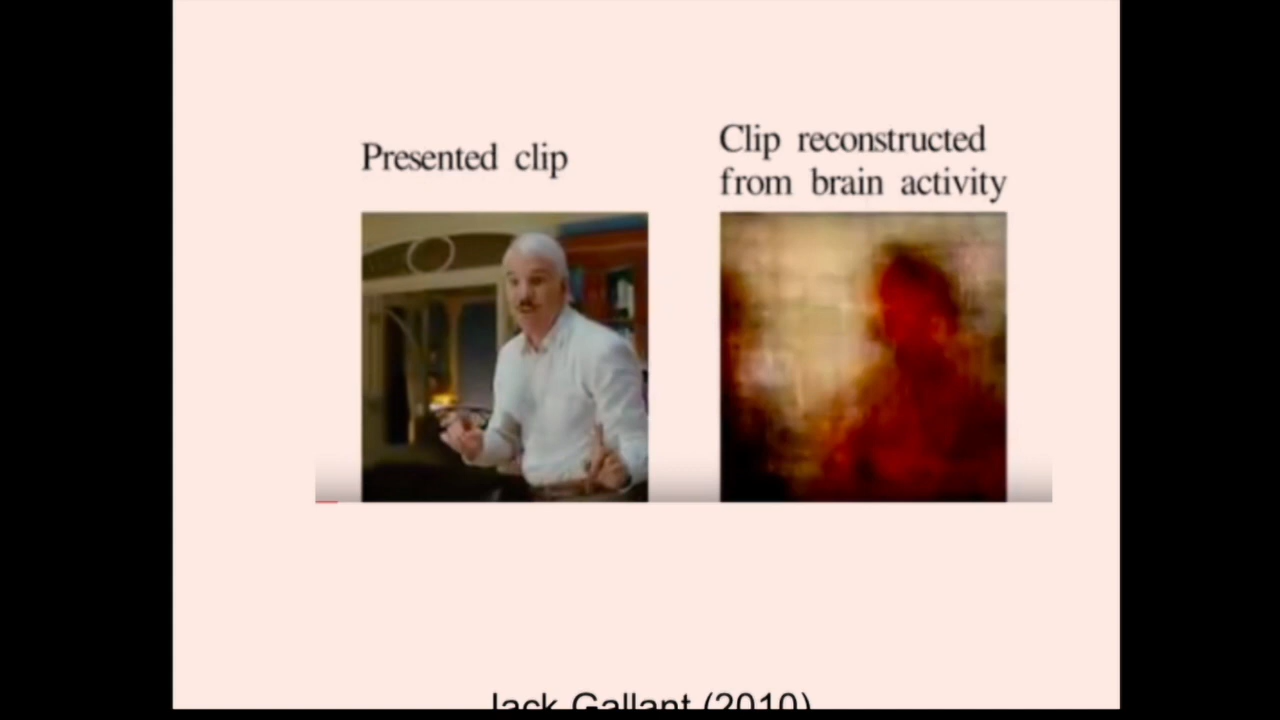 Presented clip
Clip reconstructed
from brain activity
Jack Gallant (2010)